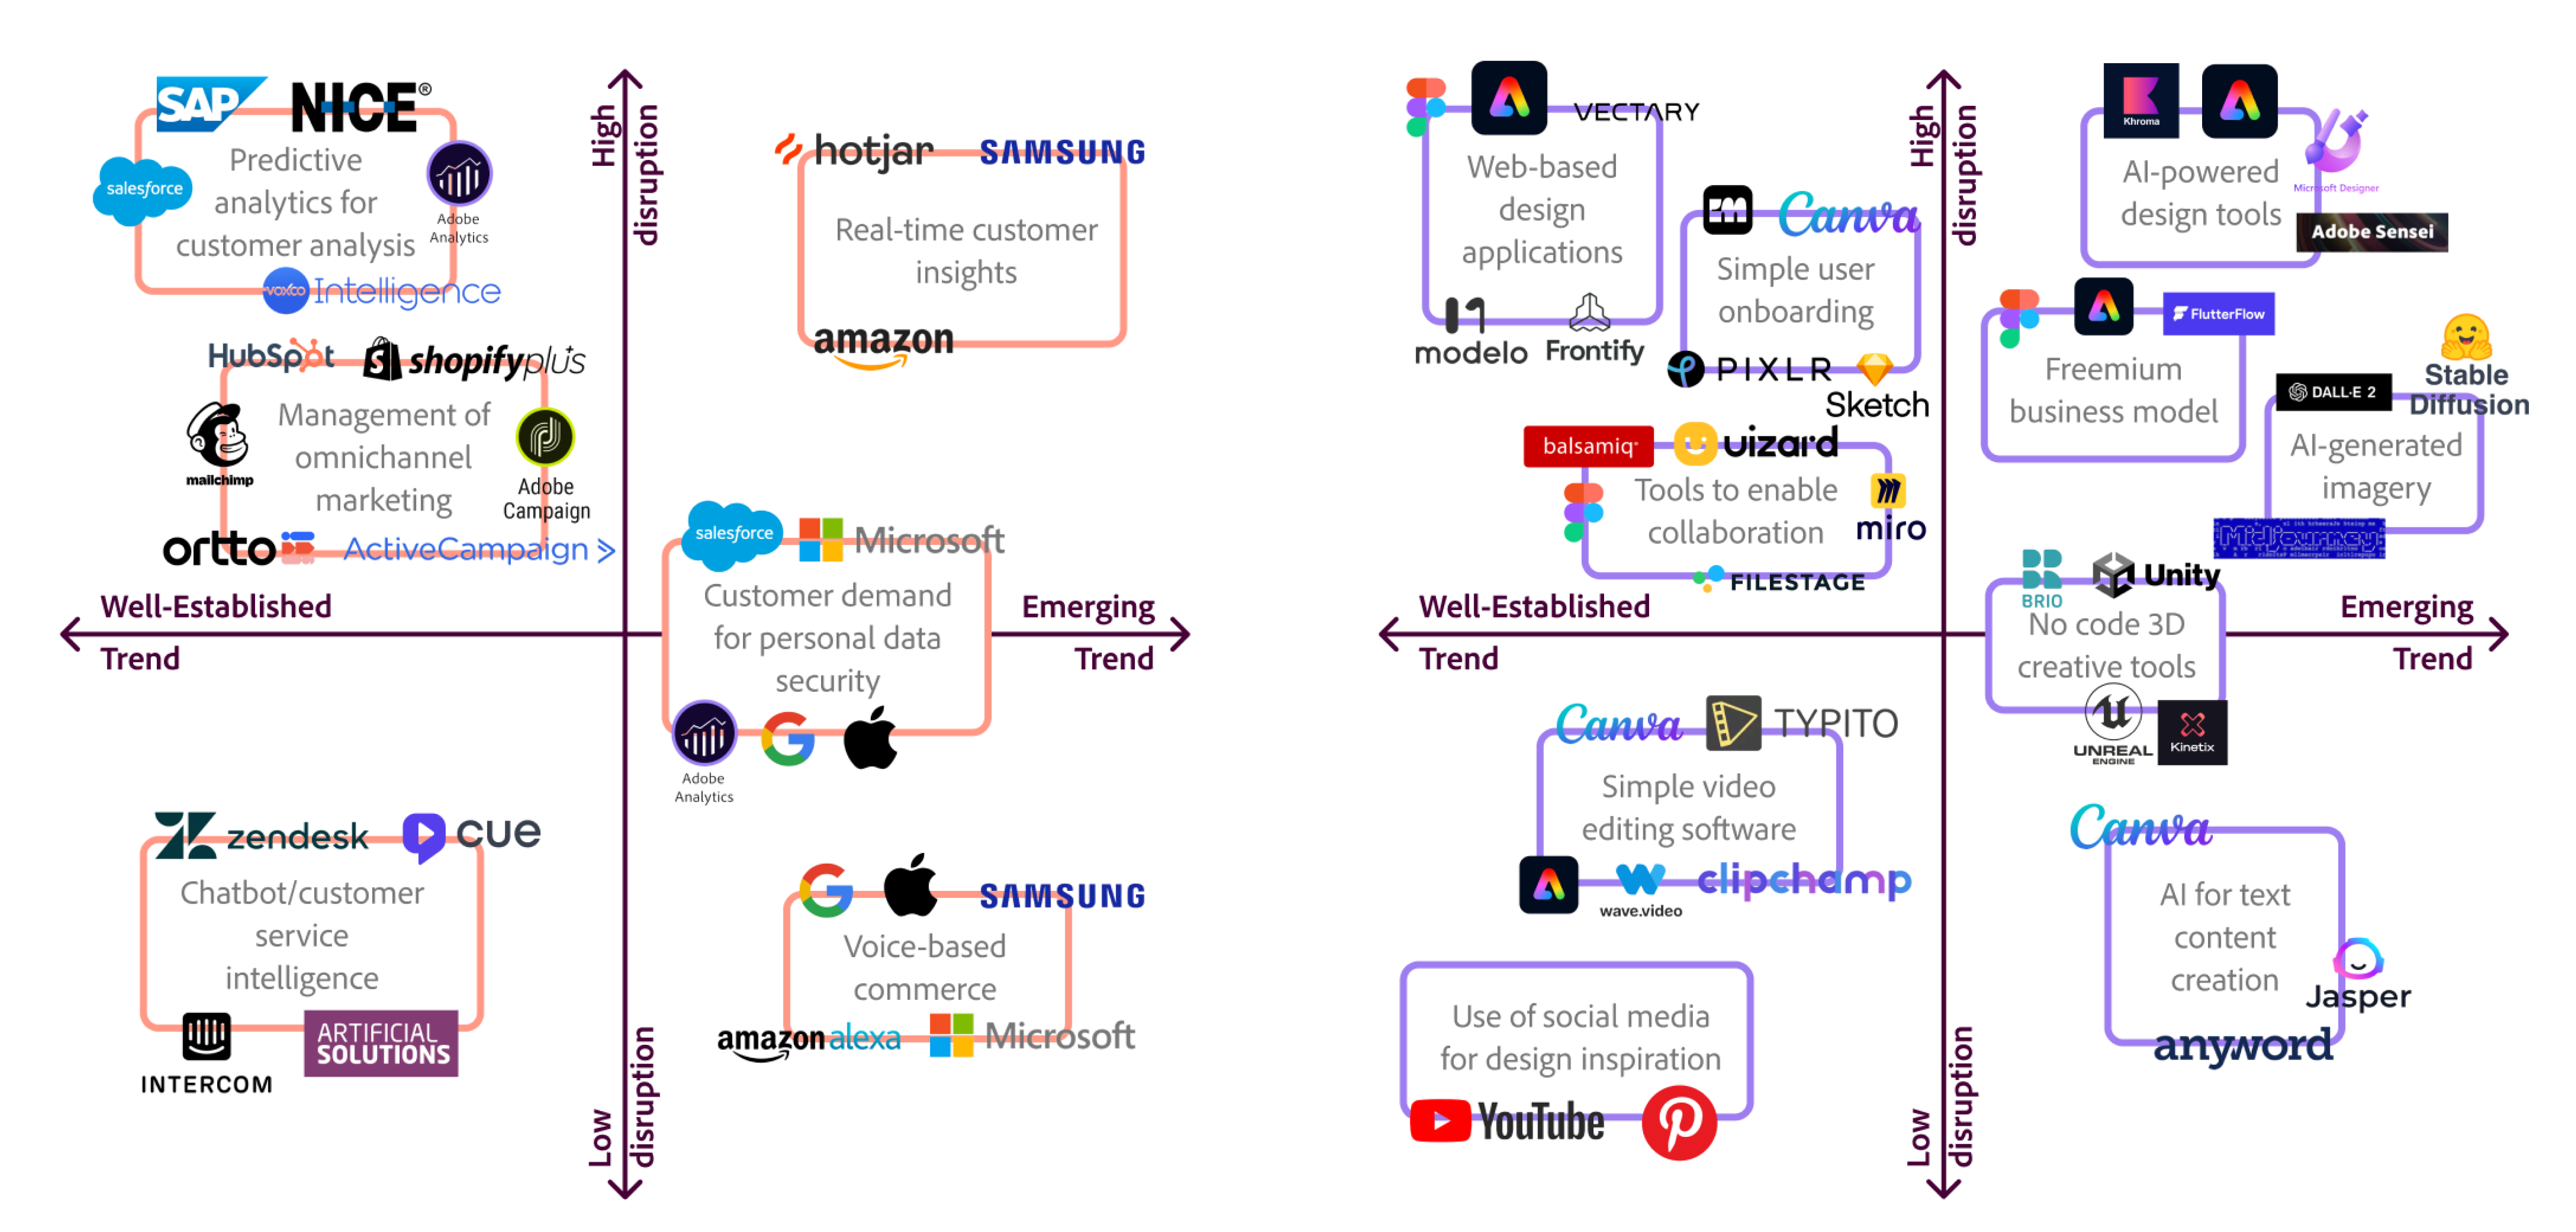 SAP
NICE®
salesforce
Predictive
analytics for
customer analysis
Adobe
Analytics
voxco Intelligence
HubSpot
shopifyplus
mailchimp
Management of
omnichannel
marketing
Adobe
Campaign
ortto
ActiveCampaign
High
disruption
hotjar
SAMSUNG
Real-time customer
insights
amazon
salesforce
Microsoft
Customer demand
for personal data
security
Adobe
Analytics
Well-Established
Trend
Emerging
Trend
zendesk
cue
Chatbot/customer
service
intelligence
INTERCOM
ARTIFICIAL
SOLUTIONS
SAMSUNG
Voice-based
commerce
amazon alexa
Microsoft
Low
disruption
VECTARY
Web-based
design
applications
modelo
Frontify
Canva
Simple user
onboarding
PIXLR
Sketch
balsamiq
uizard
Tools to enable
collaboration
miro
FILESTAGE
High
disruption
Khroma
Microsoft Designer
AI-powered
design tools
Adobe Sensei
FlutterFlow
Freemium
business model
DALL·E 2
Stable
Diffusion
AI-generated
imagery
Midjourney
BRIO
Unity
No code 3D
creative tools
UNREAL
ENGINE
Kinetix
Well-Established
Trend
Emerging
Trend
Canva
TYPITO
Simple video
editing software
wave.video
clipchamp
Use of social media
for design inspiration
YouTube
Canva
AI for text
content
creation
Jasper
anyword
Low
disruption